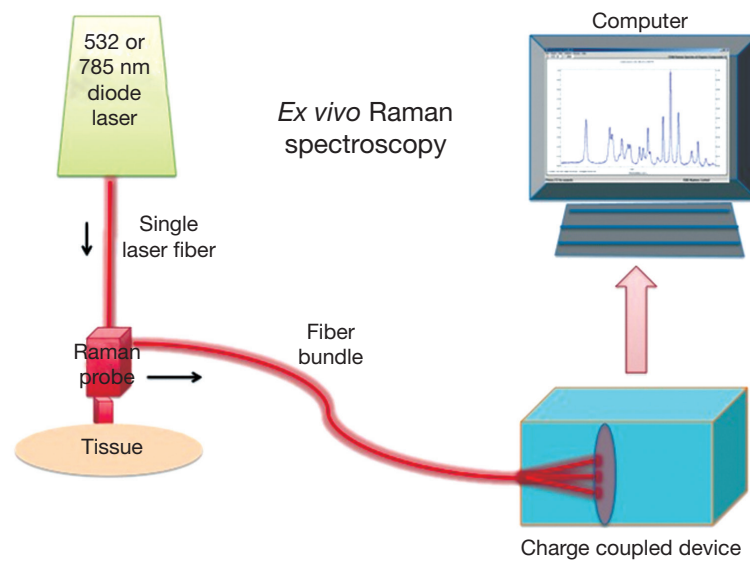 532 or
785 nm
diode
laser
Ex vivo Raman
spectroscopy
Computer
Single
laser fiber
Raman
probe
Fiber
bundle
Tissue
Charge coupled device